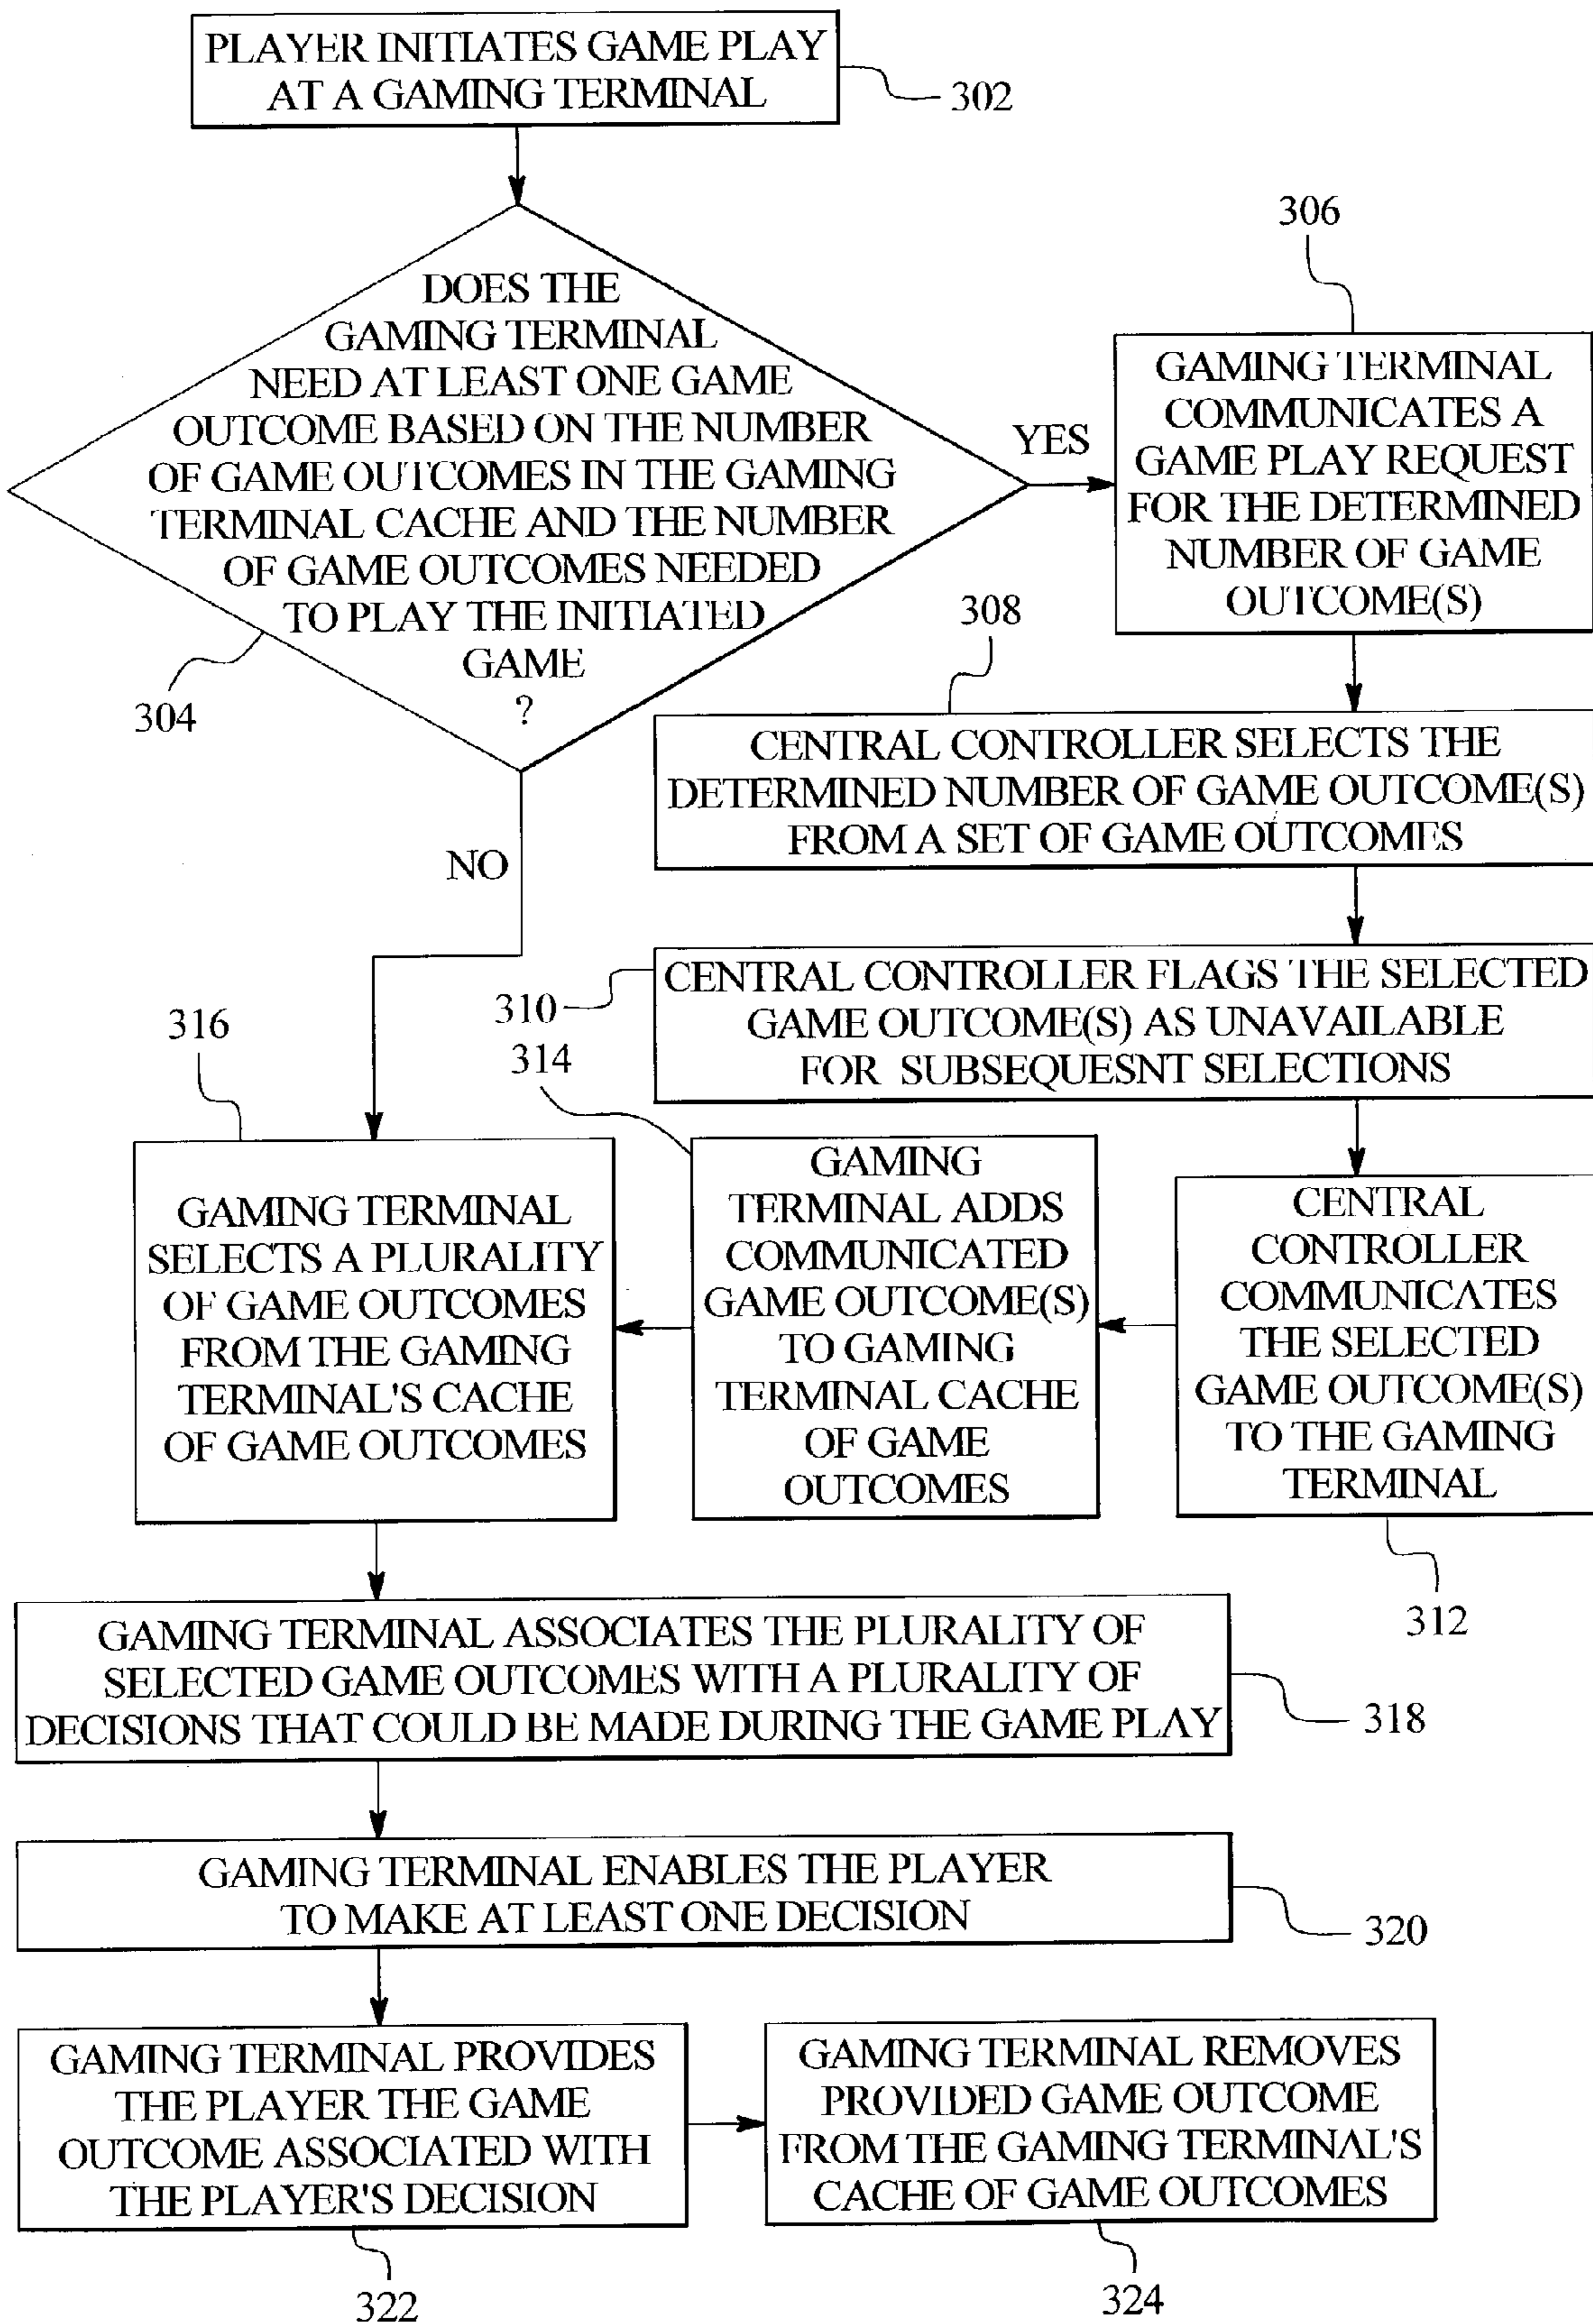 PLAYER INITIATES GAME PLAY
AT A GAMING TERMINAL
302
DOES THE
GAMING TERMINAL
NEED AT LEAST ONE GAME
OUTCOME BASED ON THE NUMBER
OF GAME OUTCOMES IN THE GAMING
TERMINAL CACHE AND THE NUMBER
OF GAME OUTCOMES NEEDED
TO PLAY THE INITIATED
GAME
?
304
YES
NO
306
GAMING TERMINAL
COMMUNICATES A
GAME PLAY REQUEST
FOR THE DETERMINED
NUMBER OF GAME
OUTCOME(S)
308
CENTRAL CONTROLLER SELECTS THE
DETERMINED NUMBER OF GAME OUTCOME(S)
FROM A SET OF GAME OUTCOMES
310
CENTRAL CONTROLLER FLAGS THE SELECTED
GAME OUTCOME(S) AS UNAVAILABLE
FOR SUBSEQUESNT SELECTIONS
CENTRAL
CONTROLLER
COMMUNICATES
THE SELECTED
GAME OUTCOME(S)
TO THE GAMING
TERMINAL
312
314
GAMING
TERMINAL ADDS
COMMUNICATED
GAME OUTCOME(S)
TO GAMING
TERMINAL CACHE
OF GAME
OUTCOMES
316
GAMING TERMINAL
SELECTS A PLURALITY
OF GAME OUTCOMES
FROM THE GAMING
TERMINAL'S CACHE
OF GAME OUTCOMES
GAMING TERMINAL ASSOCIATES THE PLURALITY OF
SELECTED GAME OUTCOMES WITH A PLURALITY OF
DECISIONS THAT COULD BE MADE DURING THE GAME PLAY
318
GAMING TERMINAL ENABLES THE PLAYER
TO MAKE AT LEAST ONE DECISION
320
GAMING TERMINAL PROVIDES
THE PLAYER THE GAME
OUTCOME ASSOCIATED WITH
THE PLAYER'S DECISION
322
GAMING TERMINAL REMOVES
PROVIDED GAME OUTCOME
FROM THE GAMING TERMINAL'S
CACHE OF GAME OUTCOMES
324